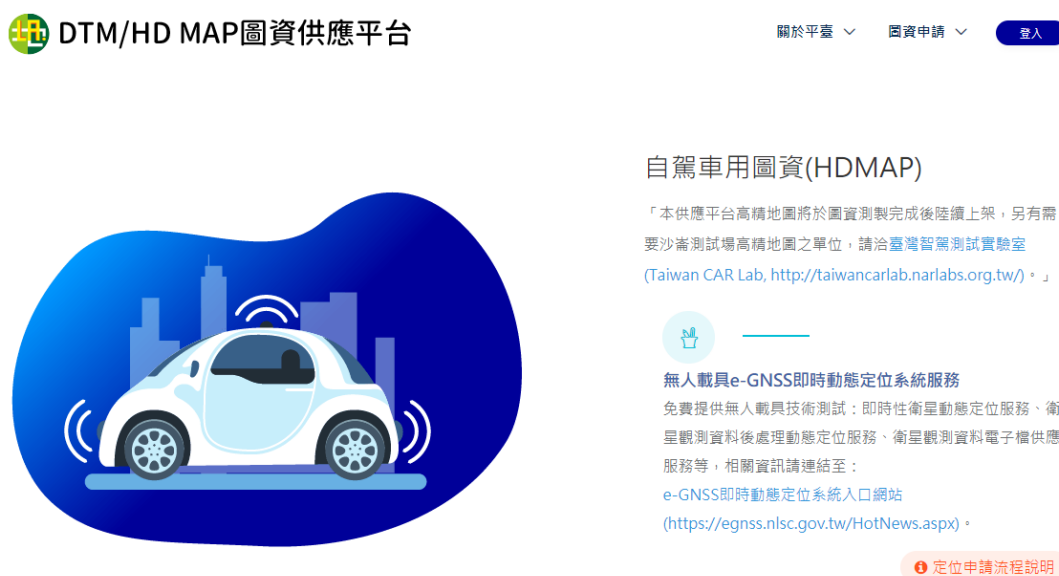 DTM/HD MAP圖資供應平台
關於平臺
圖資申請
登入
自駕車用圖資(HDMAP)
「本供應平台高精地圖將於圖資測製完成後陸續上架，另有需
要沙崙測試場高精地圖之單位，請洽臺灣智駕測試實驗室
(Taiwan CAR Lab, http://taiwancarlab.narlabs.org.tw/)。」
無人載具e-GNSS即時動態定位系統服務
免費提供無人載具技術測試：即時性衛星動態定位服務、衛
星觀測資料後處理動態定位服務、衛星觀測資料電子檔供應
服務等，相關資訊請連結至：
e-GNSS即時動態定位系統入口網站
(https://egnss.nlsc.gov.tw/HotNews.aspx)。
定位申請流程說明